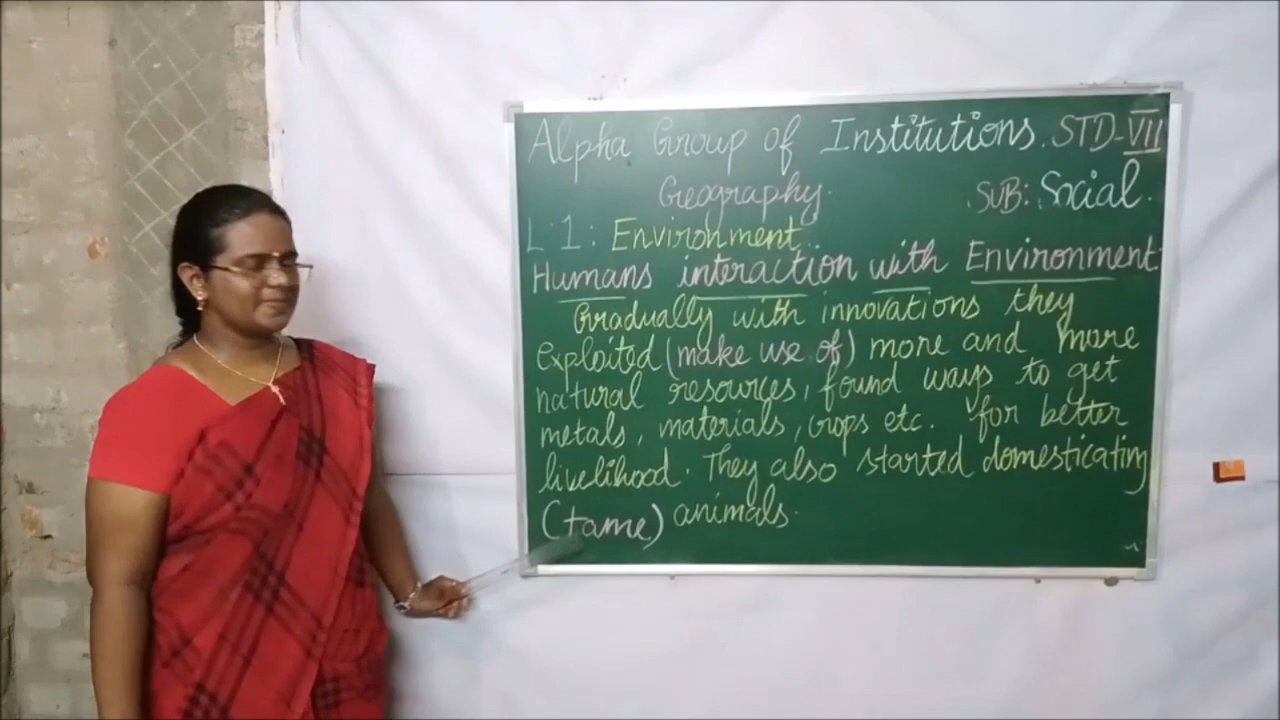 Alpha Group of Institutions. STD-VII
Geography. SUB: Social.
L.1: Environment..
Humans interaction with Environment:
Gradually with innovations they
exploited (make use of) more and more
natural resources, found ways to get
metals, materials, crops etc. for better
livelihood. They also started domesticating
(tame) animals.